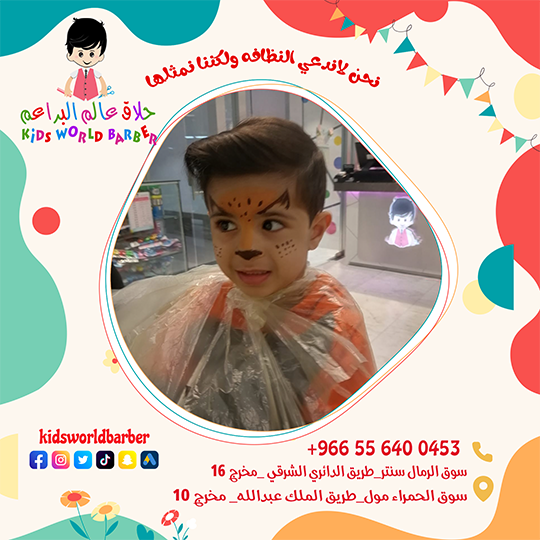 نحن لاندعي النظافه ولكننا نمثلها
حلاق عالم البراعم
KiDS WORLD BARBER
kidsworldbarber
+966 55 640 0453
سوق الرمال سنتر_طريق الدائري الشرقي _مخرج 16
سوق الحمراء مول_طريق الملك عبدالله_ مخرج 10